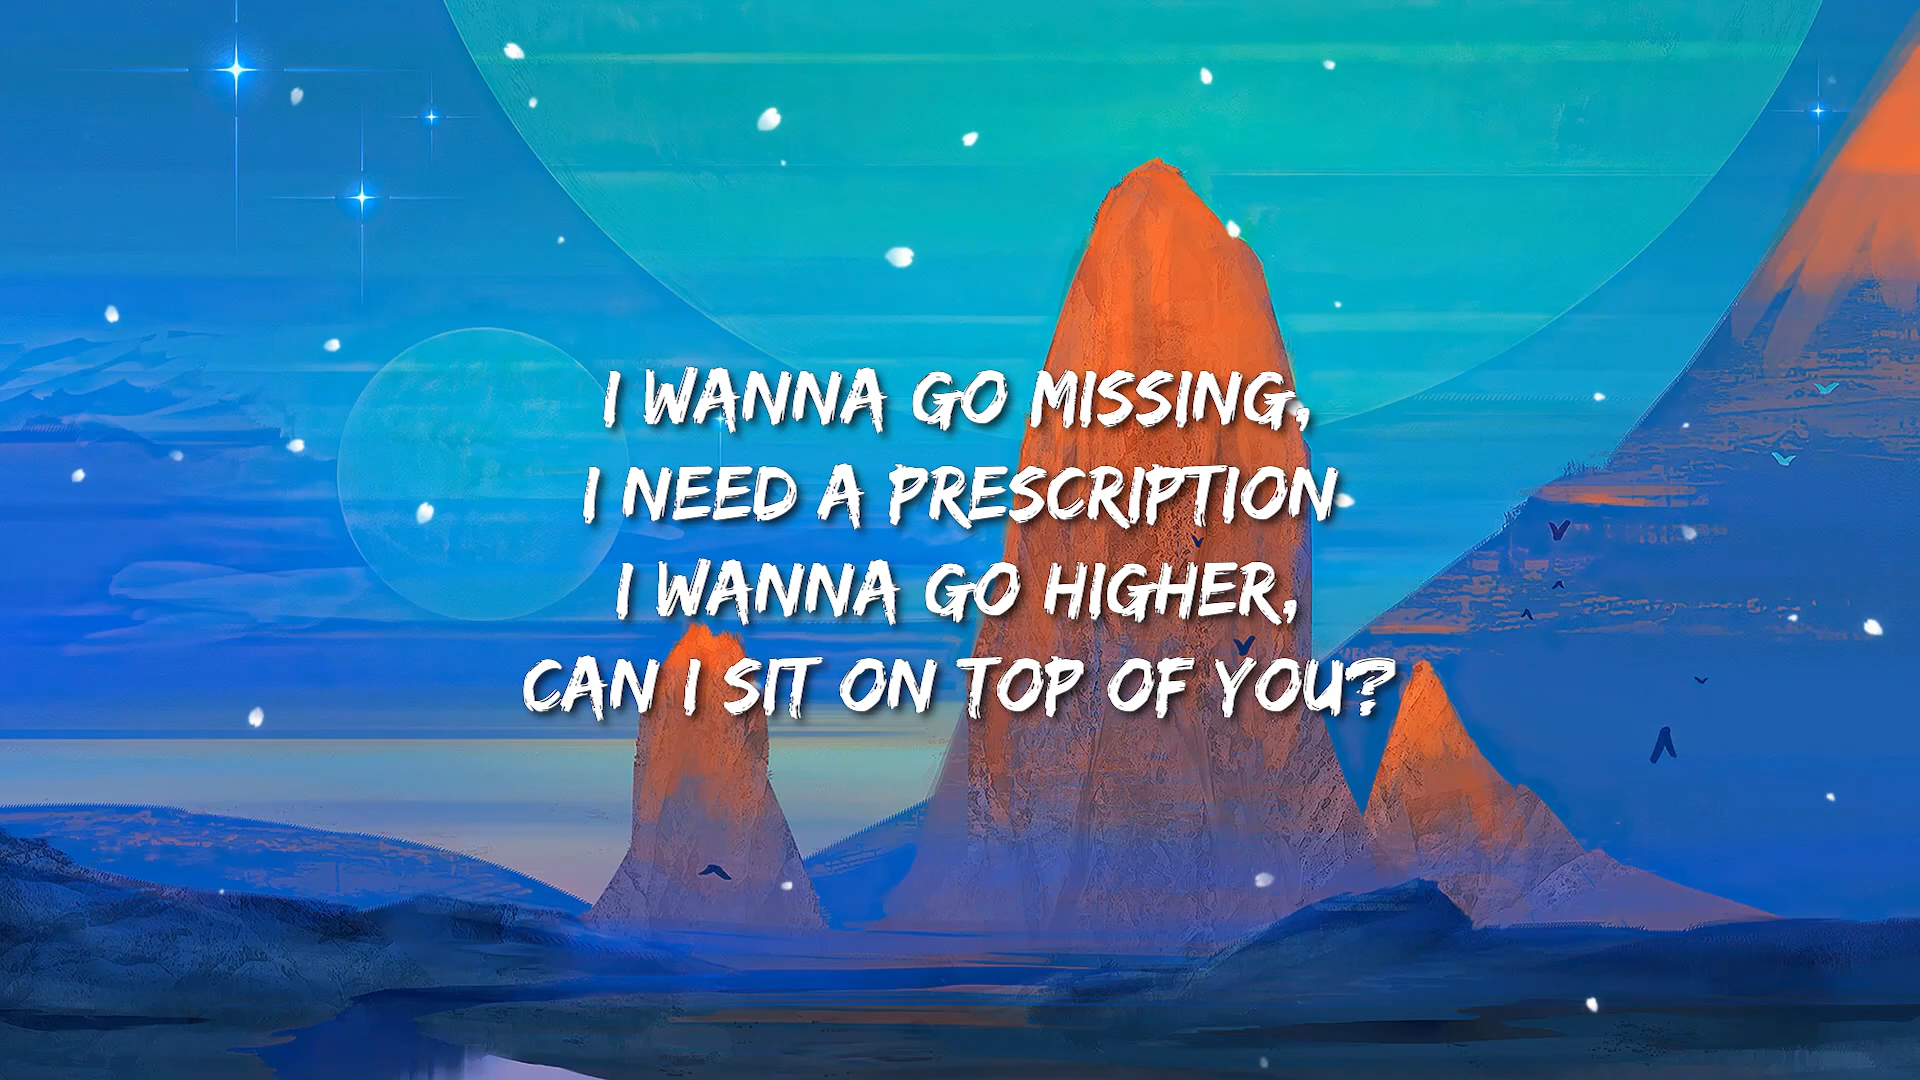 I WANNA GO MISSING,
I NEED A PRESCRIPTION
I WANNA GO HIGHER,
CAN I SIT ON TOP OF YOU?